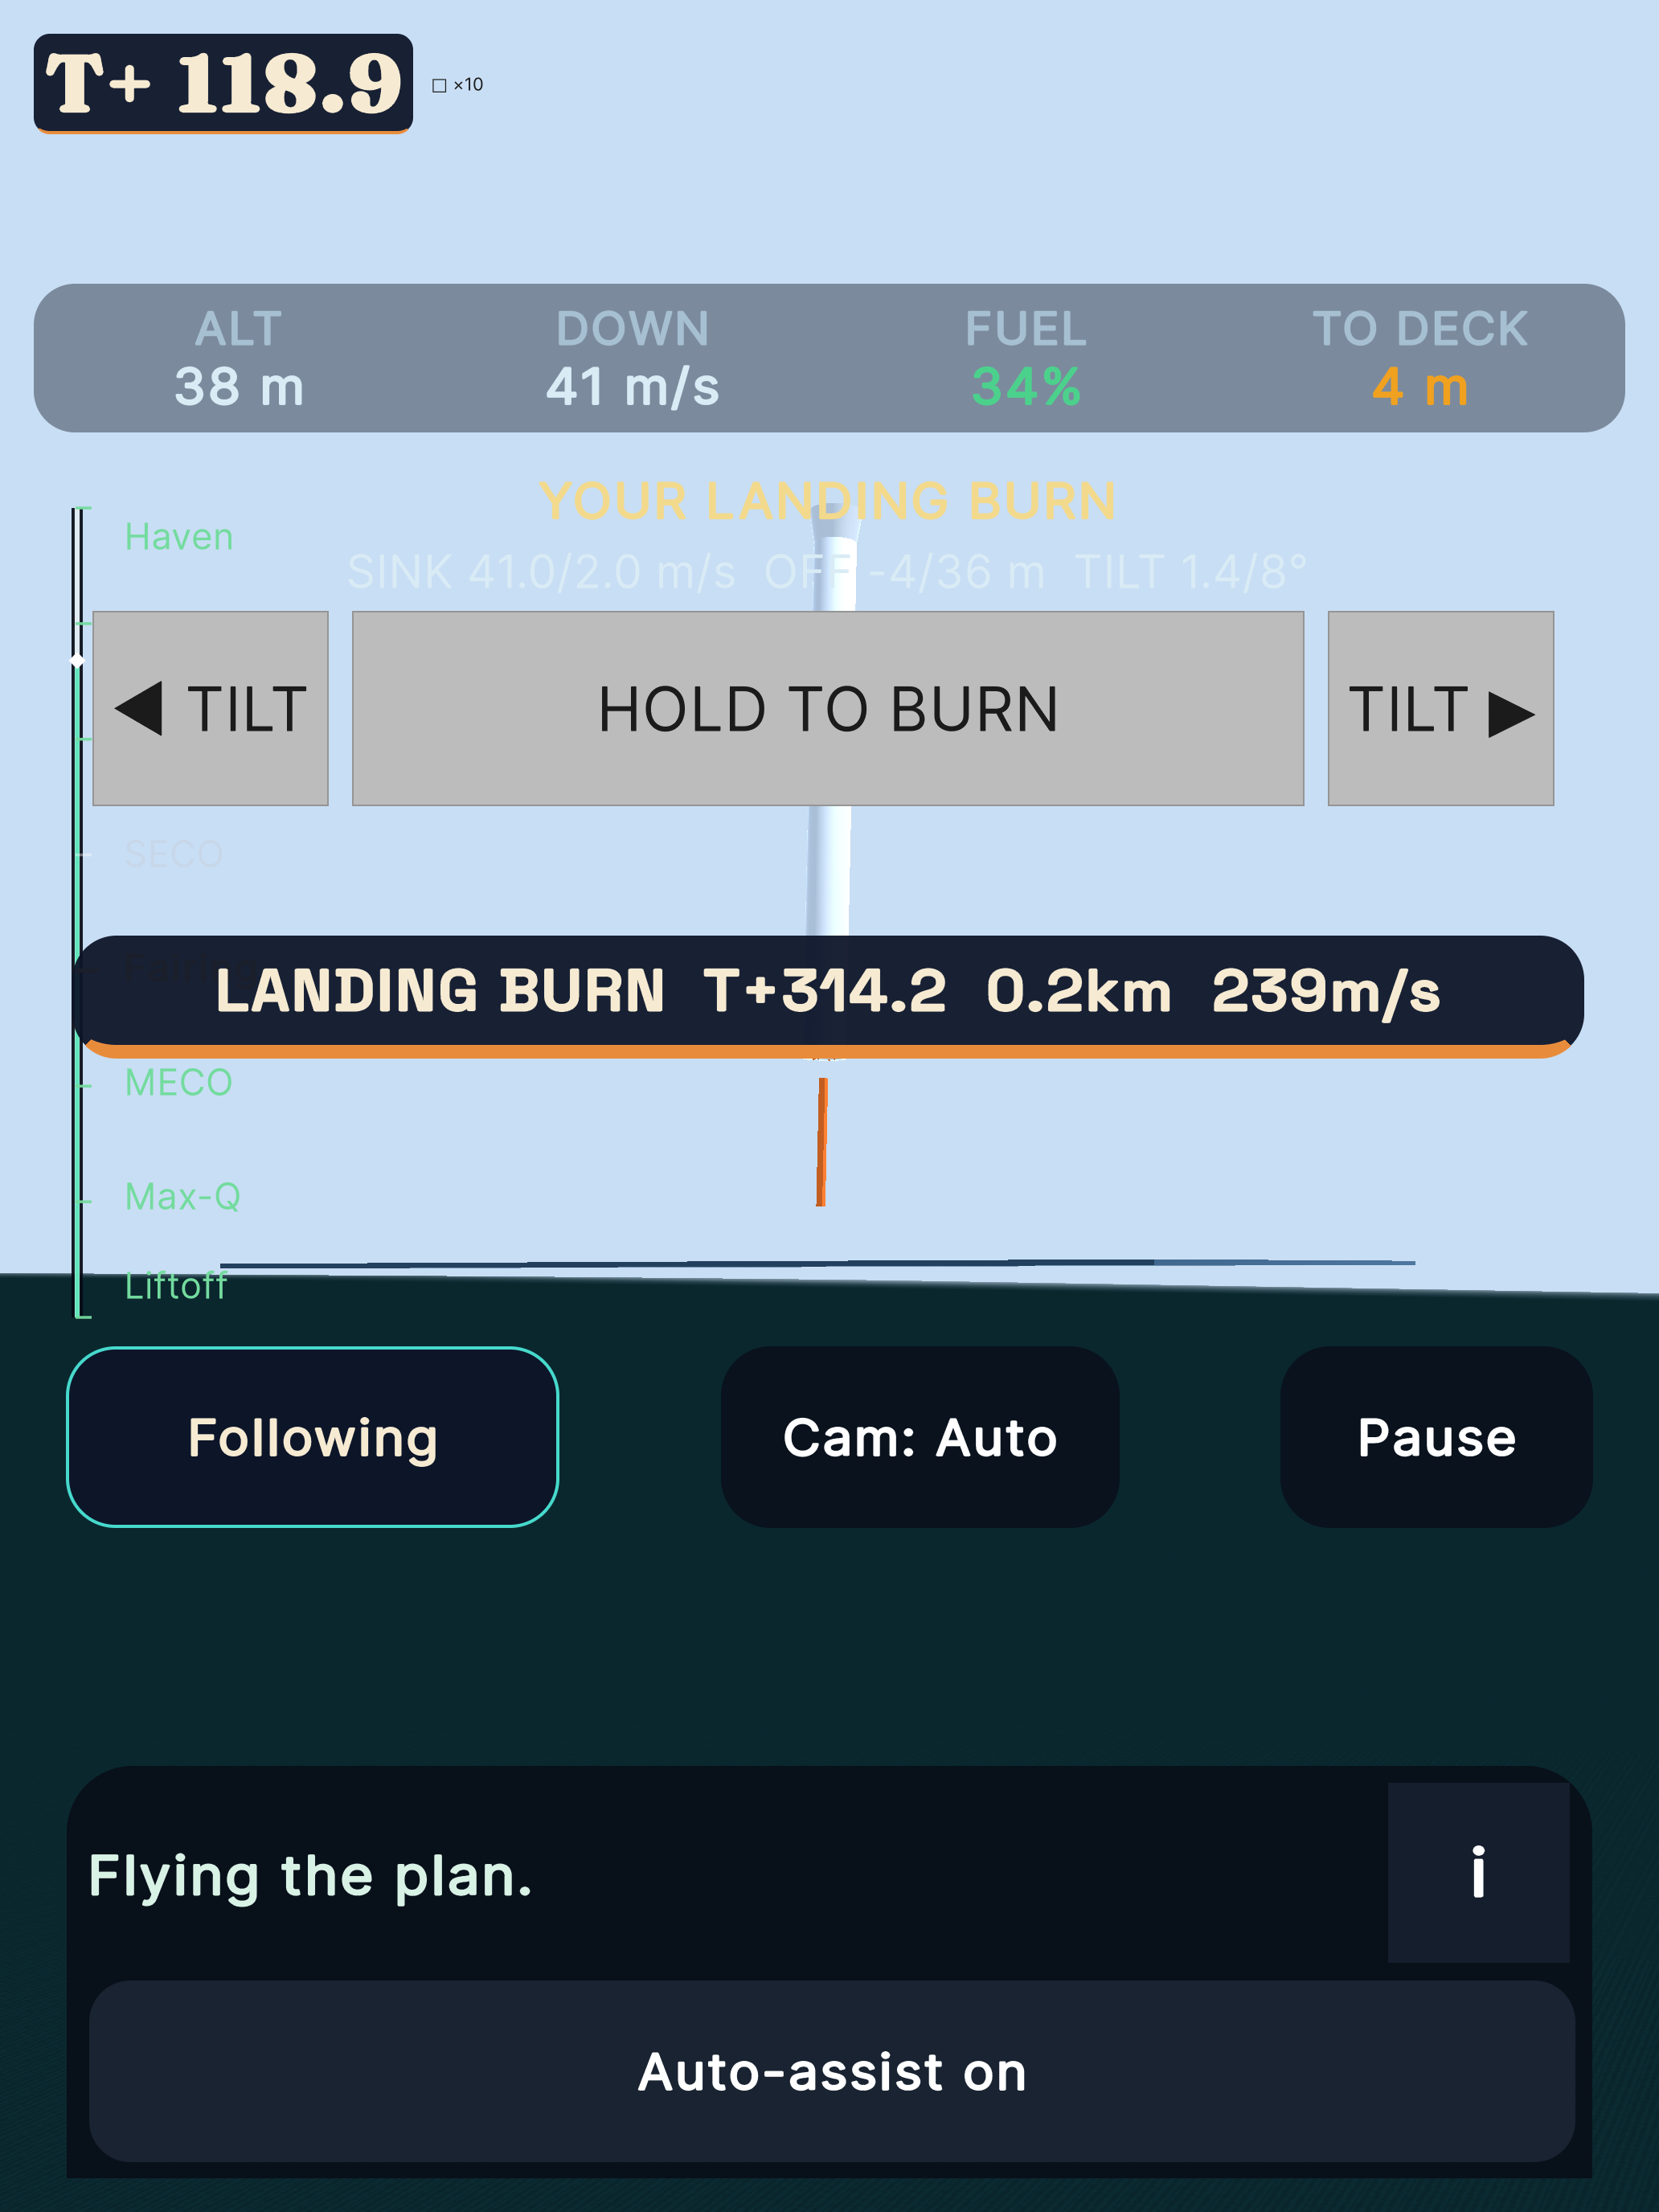 T+ 118.9
□ ×10
ALT DOWN FUEL TO DECK
38 m 41 m/s 34% 4 m
YOUR LANDING BURN
Haven
SINK 41.0/2.0 m/s OFF -4/36 m TILT 1.4/8°
◀ TILT HOLD TO BURN TILT ▶
SECO
LANDING BURN T+314.2 0.2km 239m/s
MECO
Max-Q
Liftoff
Following Cam: Auto Pause
Flying the plan. i
Auto-assist on